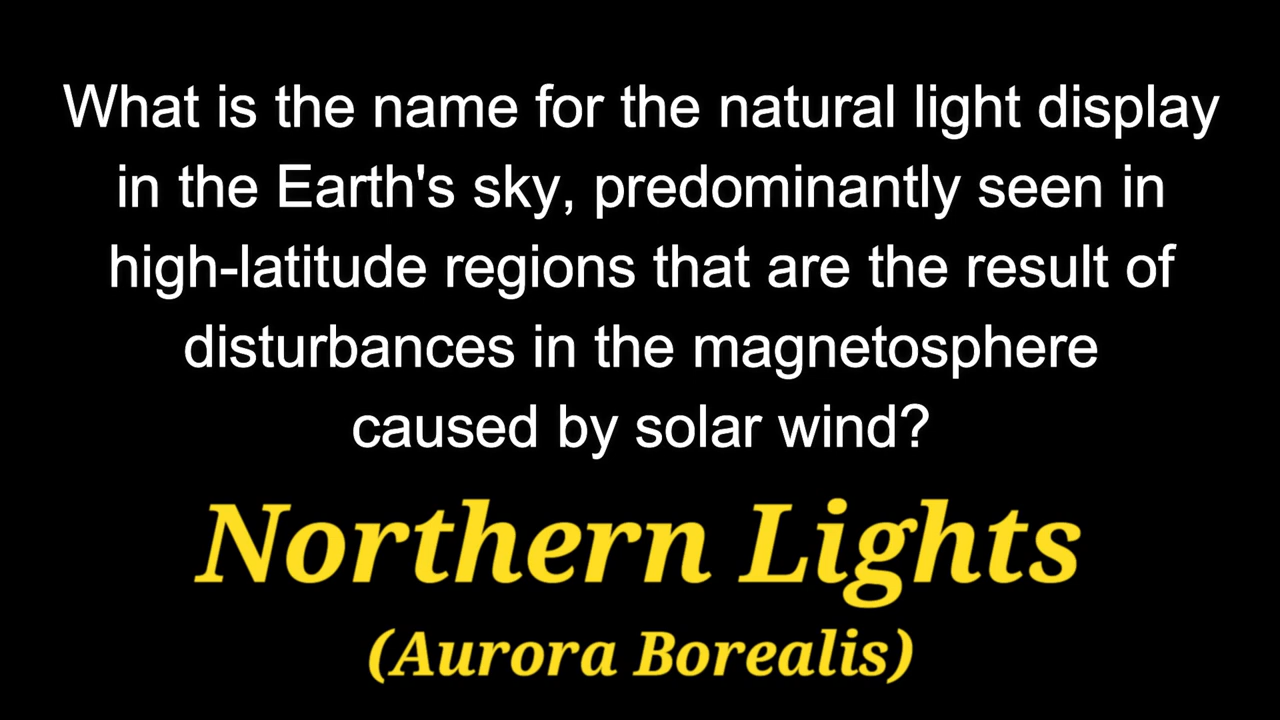 What is the name for the natural light display
in the Earth's sky, predominantly seen in
high-latitude regions that are the result of
disturbances in the magnetosphere
caused by solar wind?
Northern Lights
(Aurora Borealis)